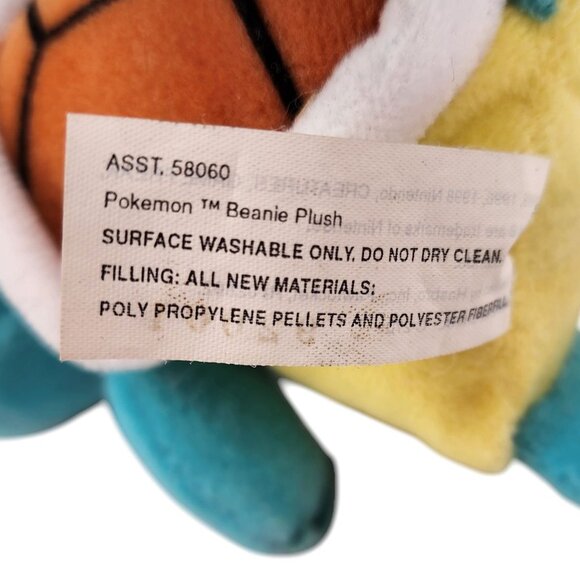 ASST. 58060
Pokemon ™ Beanie Plush
SURFACE WASHABLE ONLY. DO NOT DRY CLEAN.
FILLING: ALL NEW MATERIALS:
POLY PROPYLENE PELLETS AND POLYESTER FIBERFILL